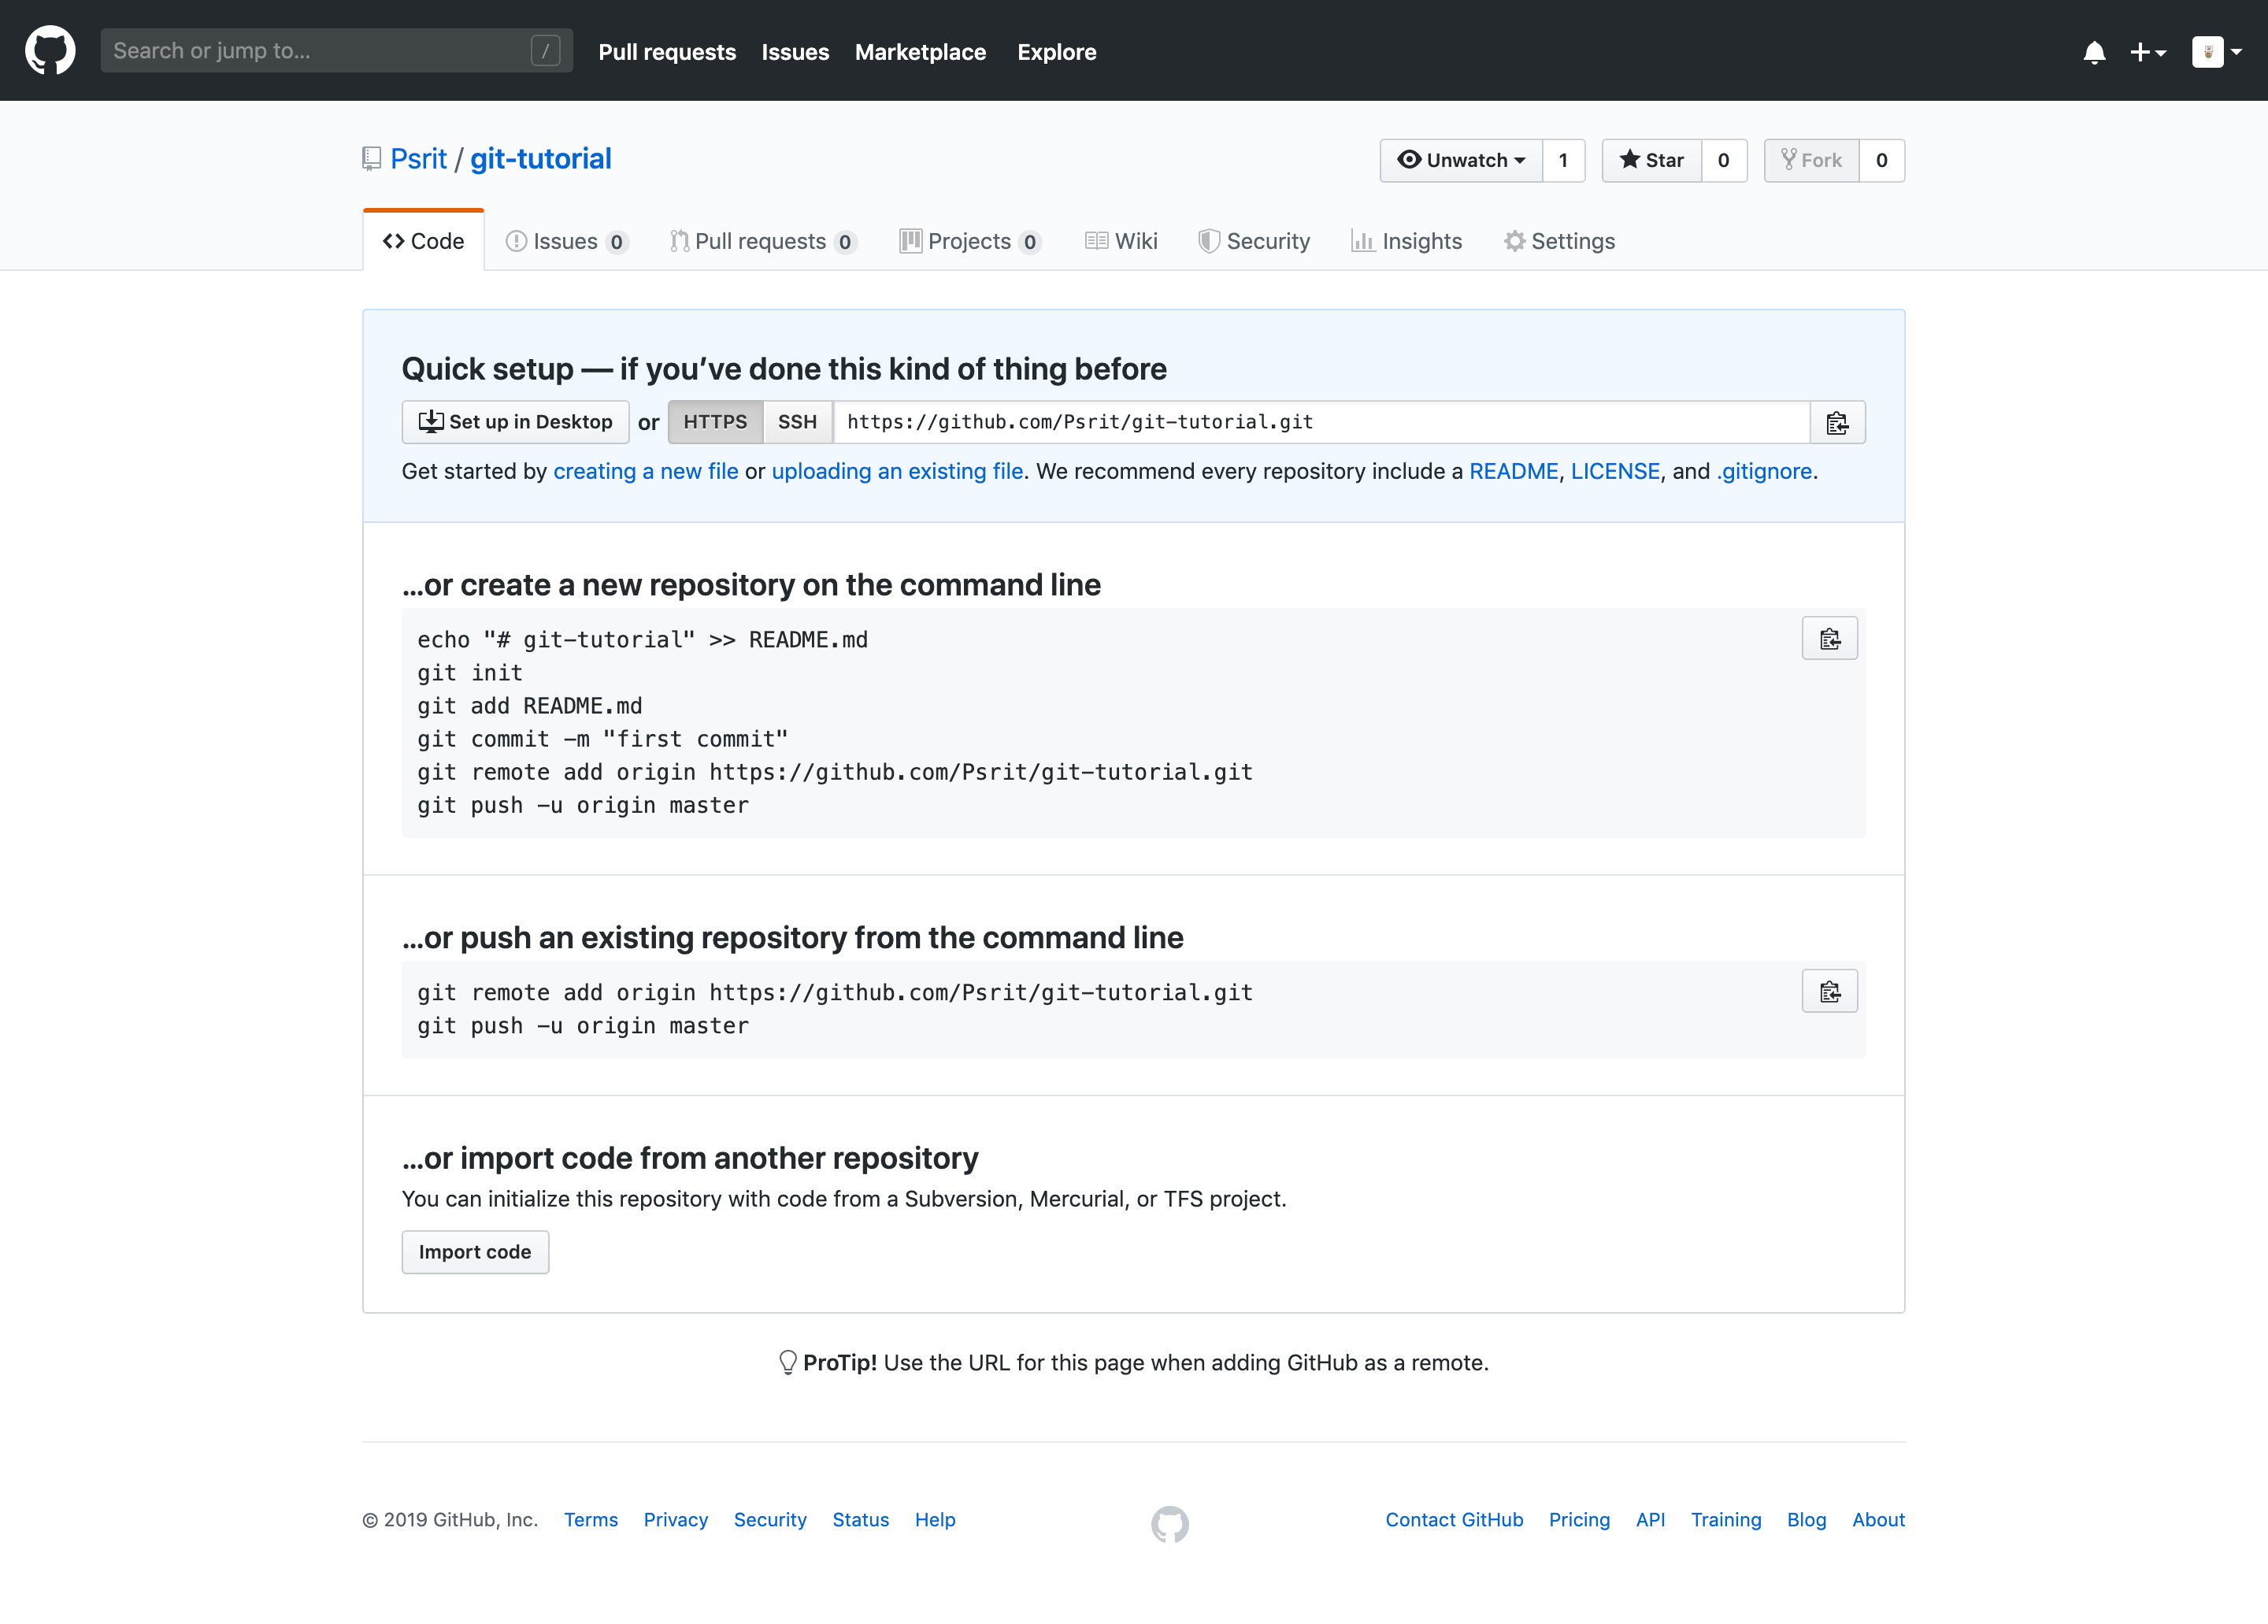 Search or jump to... /
Pull requests Issues Marketplace Explore
Psrit / git-tutorial
Unwatch 1 Star 0 Fork 0
Code Issues 0 Pull requests 0 Projects 0 Wiki Security Insights Settings
Quick setup — if you’ve done this kind of thing before
Set up in Desktop or HTTPS SSH https://github.com/Psrit/git-tutorial.git
Get started by creating a new file or uploading an existing file. We recommend every repository include a README, LICENSE, and .gitignore.
…or create a new repository on the command line
echo "# git-tutorial" >> README.md
git init
git add README.md
git commit -m "first commit"
git remote add origin https://github.com/Psrit/git-tutorial.git
git push -u origin master
…or push an existing repository from the command line
git remote add origin https://github.com/Psrit/git-tutorial.git
git push -u origin master
…or import code from another repository
You can initialize this repository with code from a Subversion, Mercurial, or TFS project.
Import code
ProTip! Use the URL for this page when adding GitHub as a remote.
© 2019 GitHub, Inc. Terms Privacy Security Status Help Contact GitHub Pricing API Training Blog About